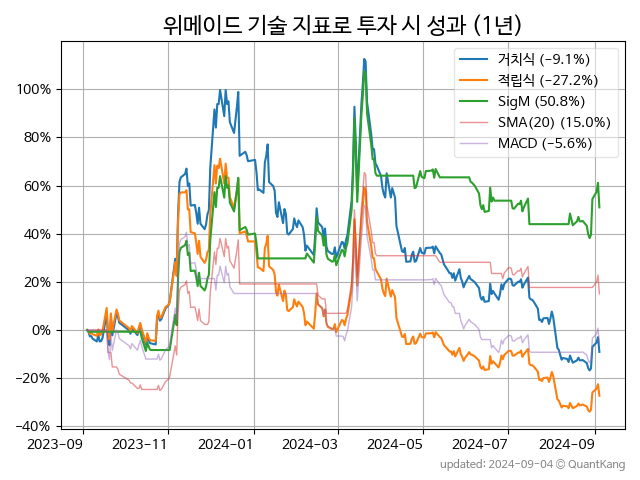 위메이드 기술 지표로 투자 시 성과 (1년)
거치식 (−9.1%)
적립식 (−27.2%)
SigM (50.8%)
SMA(20) (15.0%)
MACD (−5.6%)
100%
80%
60%
40%
20%
0%
−20%
−40%
2023-09 2023-11 2024-01 2024-03 2024-05 2024-07 2024-09
updated: 2024-09-04 © QuantKang